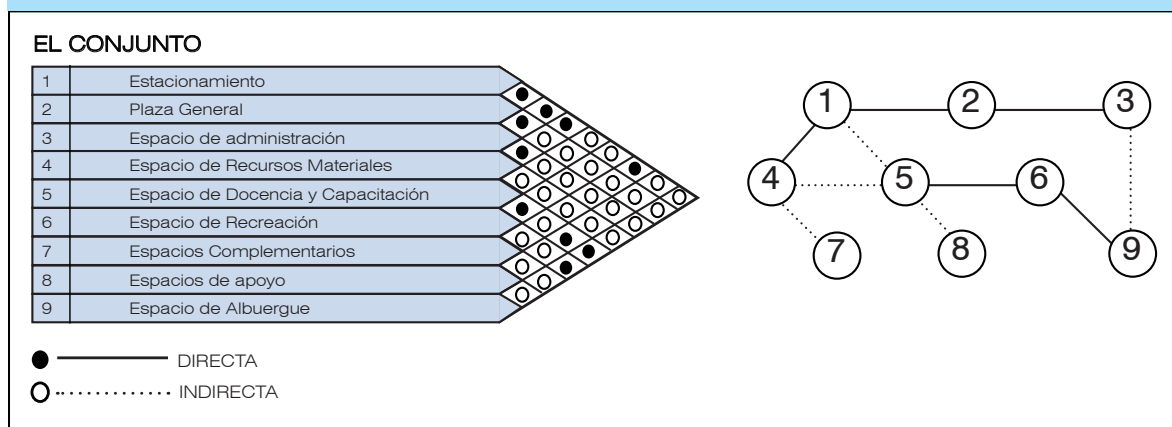 EL CONJUNTO
1 Estacionamiento
2 Plaza General
3 Espacio de administración
4 Espacio de Recursos Materiales
5 Espacio de Docencia y Capacitación
6 Espacio de Recreación
7 Espacios Complementarios
8 Espacios de apoyo
9 Espacio de Albuergue
DIRECTA
INDIRECTA
1 2 3
4 5 6
7 8 9